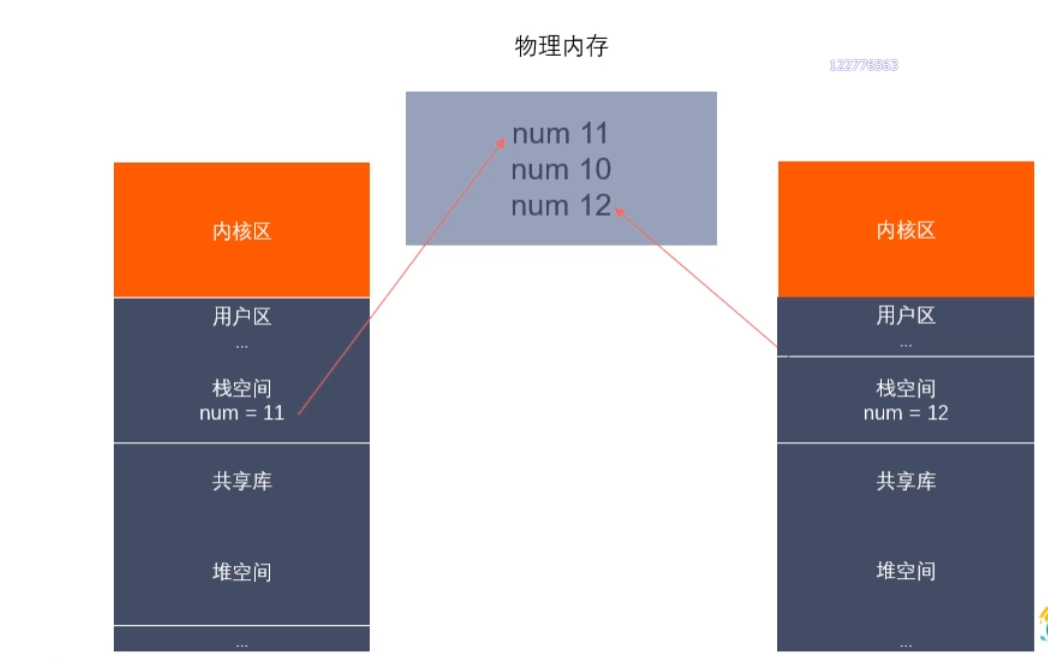 物理内存
122776563
num 11
num 10
num 12
内核区
用户区
...
栈空间
num = 11
共享库
堆空间
...
内核区
用户区
...
栈空间
num = 12
共享库
堆空间
...